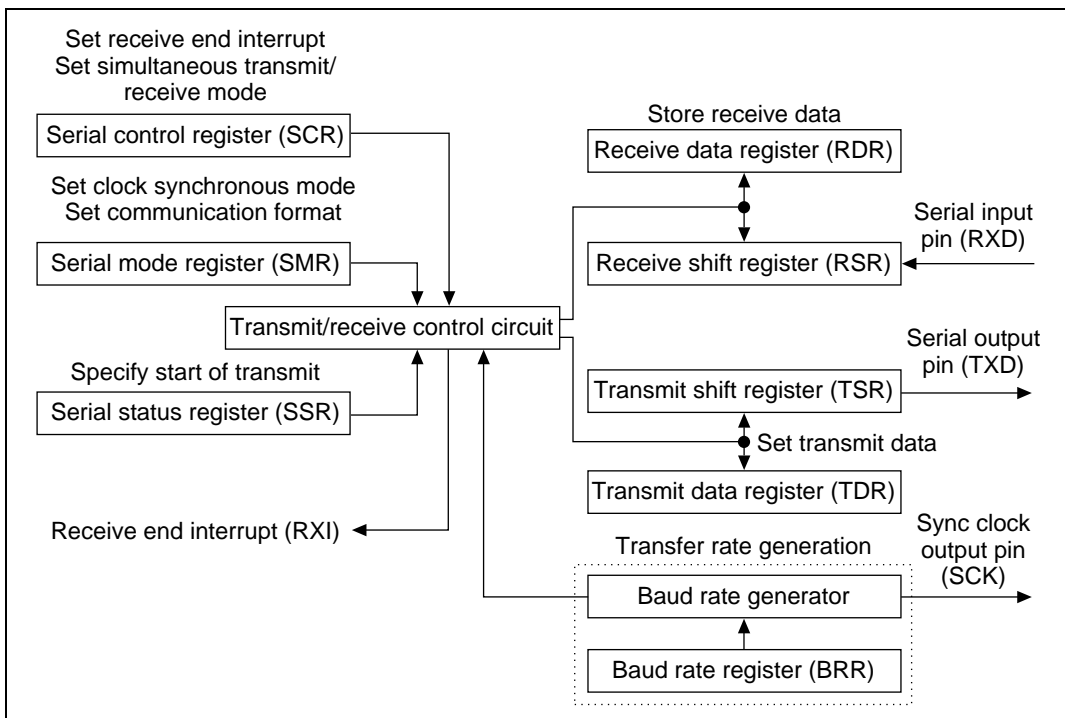 Set receive end interrupt
Set simultaneous transmit/
receive mode
Serial control register (SCR)
Set clock synchronous mode
Set communication format
Serial mode register (SMR)
Transmit/receive control circuit
Specify start of transmit
Serial status register (SSR)
Receive end interrupt (RXI)
Store receive data
Receive data register (RDR)
Receive shift register (RSR)
Serial input
pin (RXD)
Transmit shift register (TSR)
Serial output
pin (TXD)
Set transmit data
Transmit data register (TDR)
Transfer rate generation
Baud rate generator
Baud rate register (BRR)
Sync clock
output pin
(SCK)